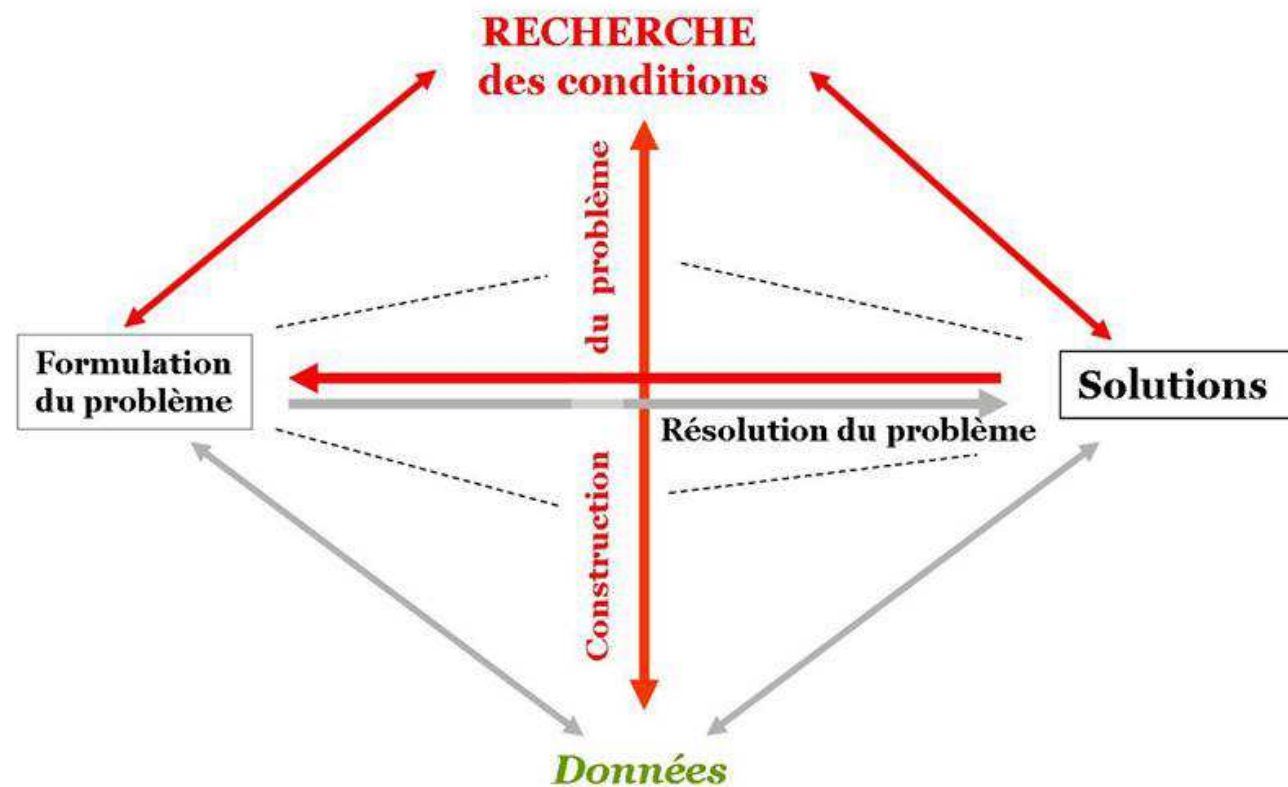 RECHERCHE
des conditions
du problème
Formulation
du problème
Solutions
Résolution du problème
Construction
Données